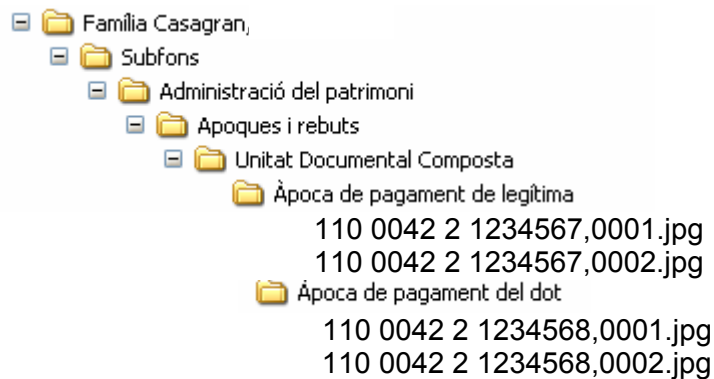 Família Casagran,
Subfons
Administració del patrimoni
Apoques i rebuts
Unitat Documental Composta
Àpoca de pagament de legítima
110 0042 2 1234567,0001.jpg
110 0042 2 1234567,0002.jpg
Àpoca de pagament del dot
110 0042 2 1234568,0001.jpg
110 0042 2 1234568,0002.jpg